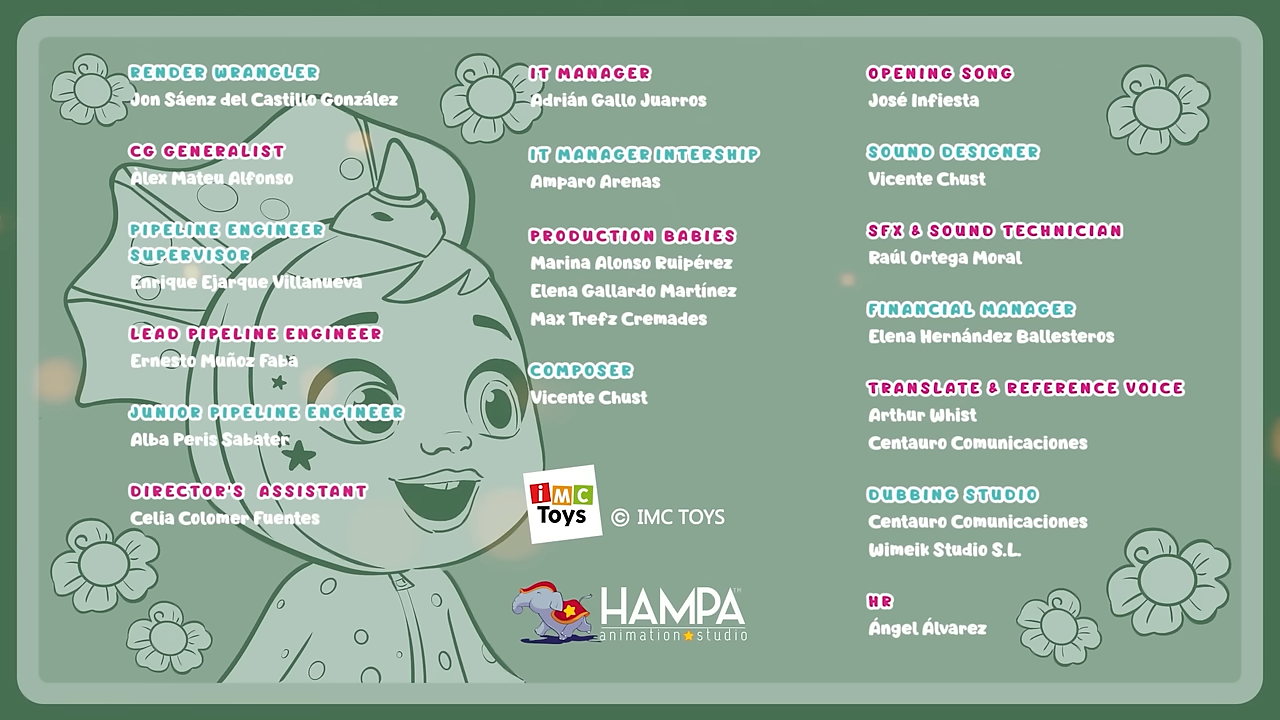 RENDER WRANGLER
Jon Sáenz del Castillo González
CG GENERALIST
Àlex Mateu Alfonso
PIPELINE ENGINEER
SUPERVISOR
Enrique Ejarque Villanueva
LEAD PIPELINE ENGINEER
Ernesto Muñoz Faba
JUNIOR PIPELINE ENGINEER
Alba Peris Sabater
DIRECTOR'S ASSISTANT
Celia Colomer Fuentes
IT MANAGER
Adrián Gallo Juarros
IT MANAGER INTERSHIP
Amparo Arenas
PRODUCTION BABIES
Marina Alonso Ruipérez
Elena Gallardo Martínez
Max Trefz Cremades
COMPOSER
Vicente Chust
iMC
Toys
© IMC TOYS
HAMPA™
animation studio
OPENING SONG
José Infiesta
SOUND DESIGNER
Vicente Chust
SFX & SOUND TECHNICIAN
Raúl Ortega Moral
FINANCIAL MANAGER
Elena Hernández Ballesteros
TRANSLATE & REFERENCE VOICE
Arthur Whist
Centauro Comunicaciones
DUBBING STUDIO
Centauro Comunicaciones
Wimeik Studio S.L.
HR
Ángel Álvarez